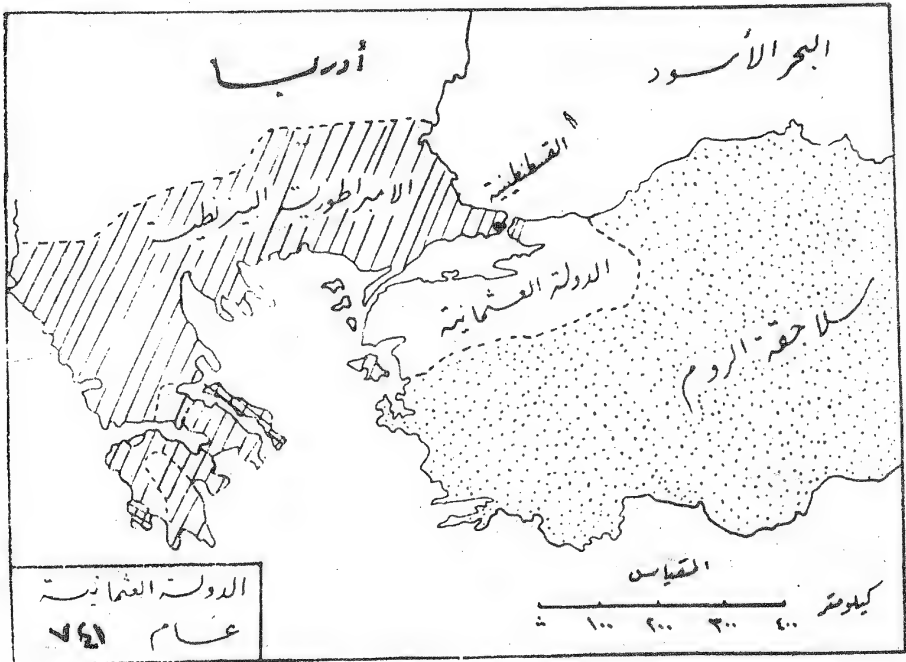 البحر الأسود
أوربا
القسطنطينية
الامبراطورية البيزنطية
الدولة العثمانية
سلاجقة الروم
المقياس
كيلومتر
٠ ١٠٠ ٢٠٠ ٣٠٠ ٤٠٠
الدولة العثمانية
عام ٧٤١